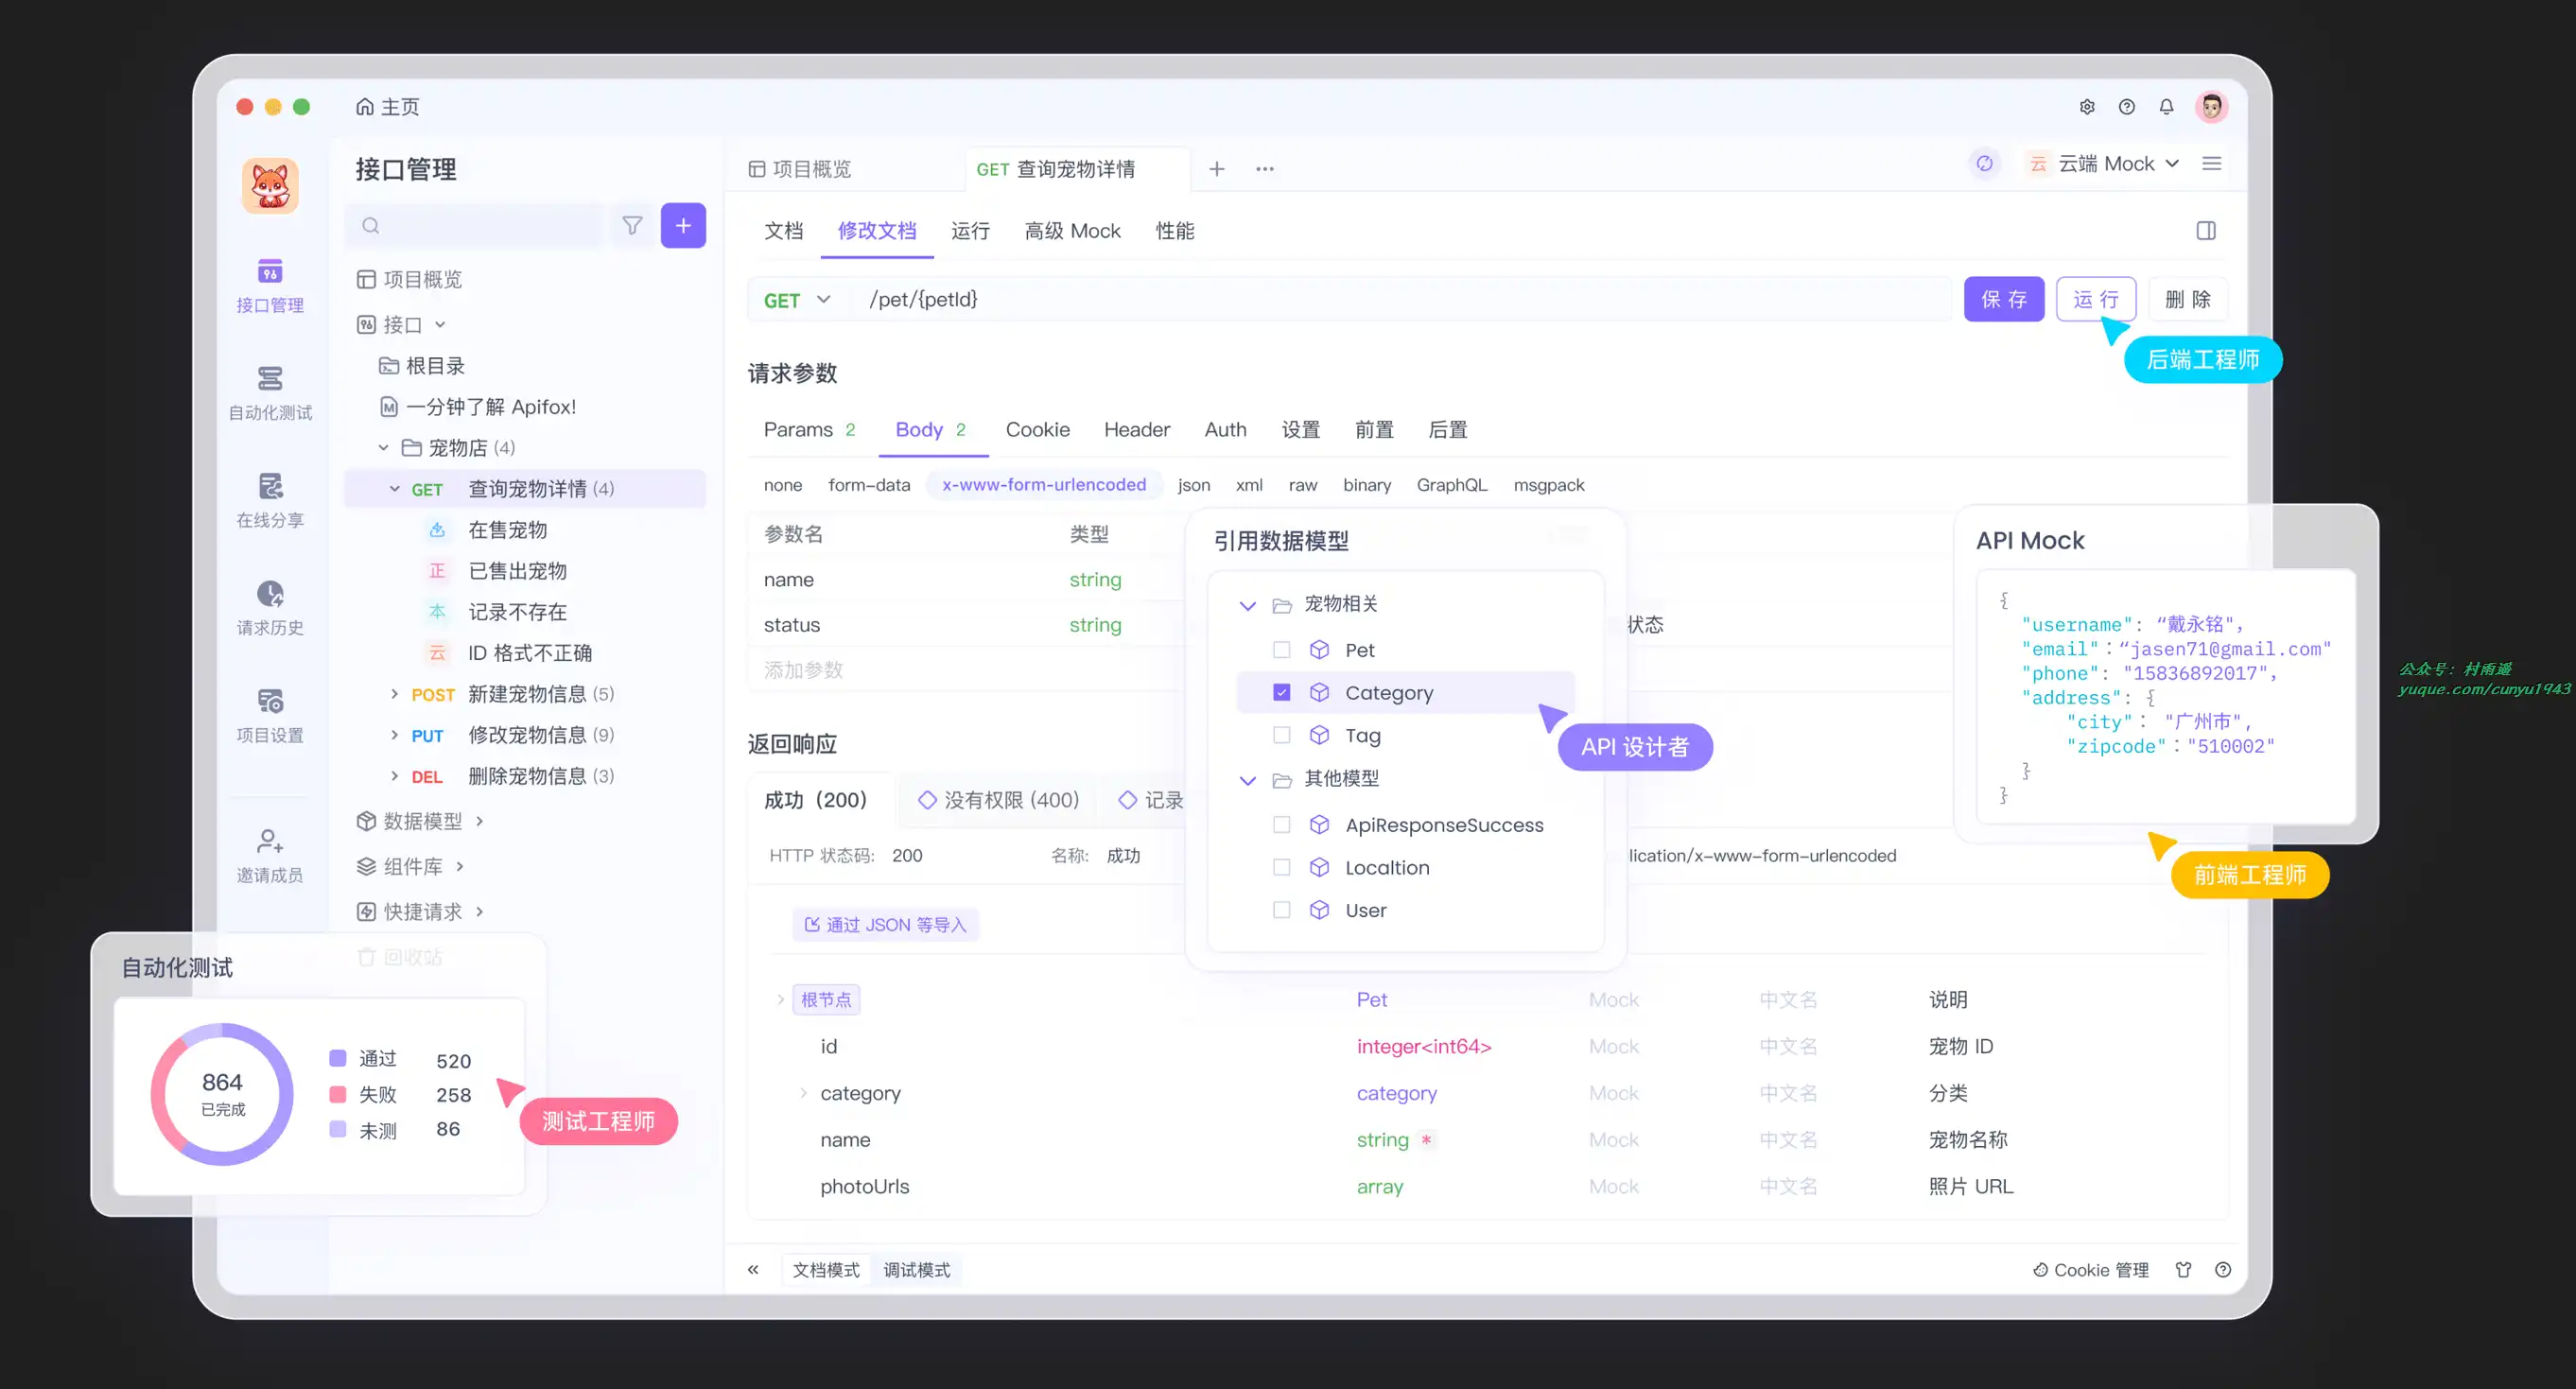 主页
接口管理
项目概览
GET 查询宠物详情
云 云端 Mock
文档 修改文档 运行 高级 Mock 性能
接口管理
自动化测试
在线分享
请求历史
项目设置
邀请成员
项目概览
接口
根目录
一分钟了解 Apifox!
宠物店 (4)
GET 查询宠物详情 (4)
在售宠物
正 已售出宠物
本 记录不存在
云 ID 格式不正确
POST 新建宠物信息 (5)
PUT 修改宠物信息 (9)
DEL 删除宠物信息 (3)
数据模型
组件库
快捷请求
回收站
GET /pet/{petId}
保 存 运 行 删 除
后端工程师
请求参数
Params 2 Body 2 Cookie Header Auth 设置 前置 后置
none form-data x-www-form-urlencoded json xml raw binary GraphQL msgpack
参数名 类型
name string
status string 状态
添加参数
返回响应
成功 (200) 没有权限 (400) 记录
HTTP 状态码: 200 名称: 成功 lication/x-www-form-urlencoded
通过 JSON 等导入
根节点 Pet Mock 中文名 说明
id integer<int64> Mock 中文名 宠物 ID
category category Mock 中文名 分类
name string * Mock 中文名 宠物名称
photoUrls array Mock 中文名 照片 URL
文档模式 调试模式
Cookie 管理
引用数据模型
宠物相关
Pet
Category
Tag
其他模型
ApiResponseSuccess
Localtion
User
API 设计者
API Mock
{
"username": “戴永铭",
"email":“jasen71@gmail.com"
"phone": "15836892017",
"address": {
"city": "广州市",
"zipcode":"510002"
}
}
前端工程师
自动化测试
864
已完成
通过 520
失败 258
未测 86
测试工程师
公众号: 村雨遥
yuque.com/cunyu1943